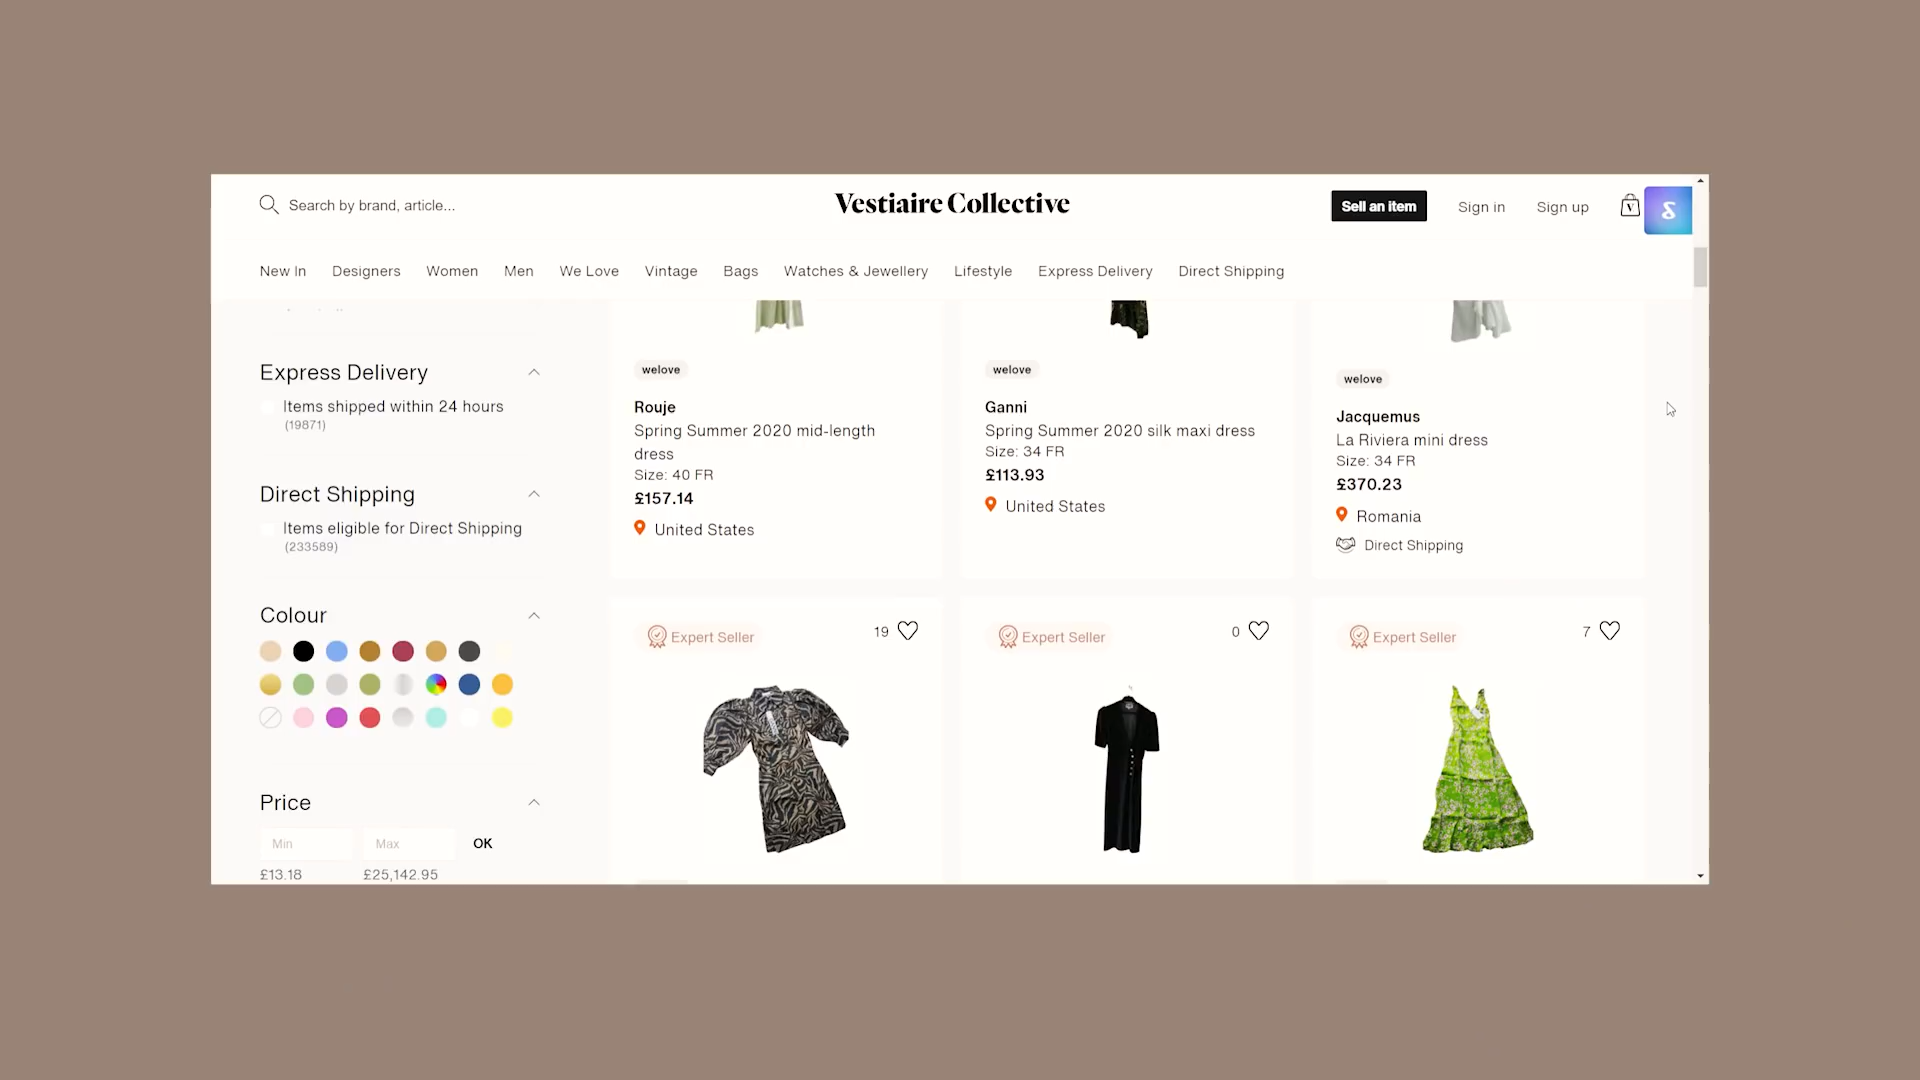 Search by brand, article...
Vestiaire Collective
Sell an item
Sign in
Sign up
V
New In
Designers
Women
Men
We Love
Vintage
Bags
Watches & Jewellery
Lifestyle
Express Delivery
Direct Shipping
Express Delivery
Items shipped within 24 hours
(19871)
Direct Shipping
Items eligible for Direct Shipping
(233589)
Colour
Price
Min
Max
OK
£13.18
£25,142.95
welove
Rouje
Spring Summer 2020 mid-length
dress
Size: 40 FR
£157.14
United States
welove
Ganni
Spring Summer 2020 silk maxi dress
Size: 34 FR
£113.93
United States
welove
Jacquemus
La Riviera mini dress
Size: 34 FR
£370.23
Romania
Direct Shipping
Expert Seller
19
Expert Seller
0
Expert Seller
7